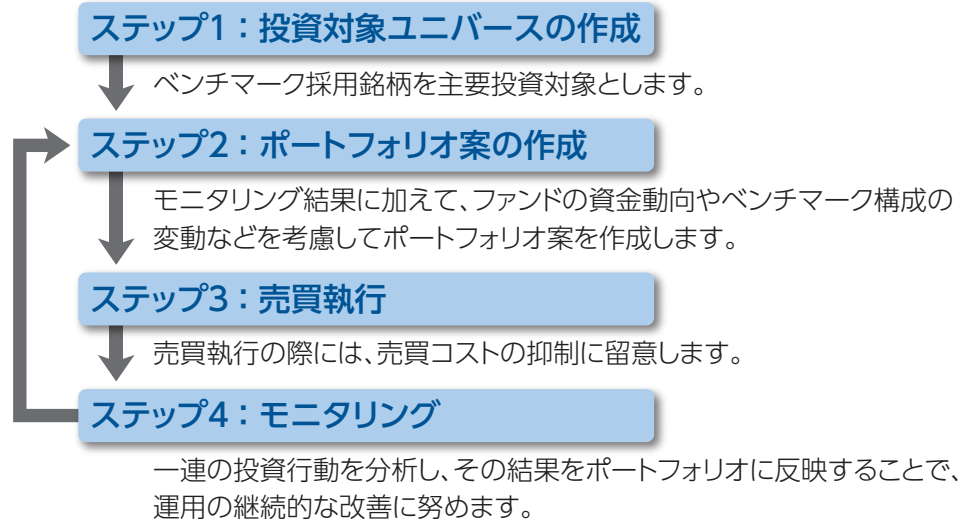 ステップ1：投資対象ユニバースの作成
ベンチマーク採用銘柄を主要投資対象とします。
ステップ2：ポートフォリオ案の作成
モニタリング結果に加えて、ファンドの資金動向やベンチマーク構成の
変動などを考慮してポートフォリオ案を作成します。
ステップ3：売買執行
売買執行の際には、売買コストの抑制に留意します。
ステップ4：モニタリング
一連の投資行動を分析し、その結果をポートフォリオに反映することで、
運用の継続的な改善に努めます。